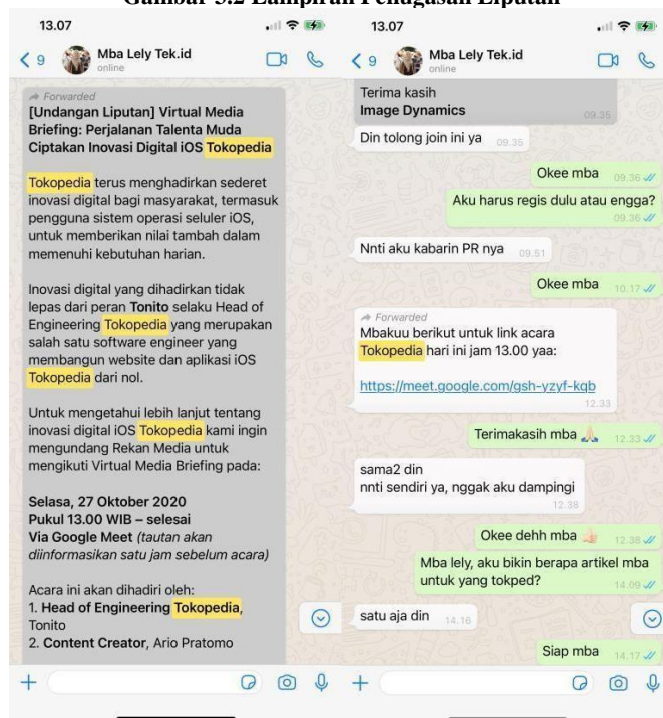 Gambar 3.2 Lampiran Penugasan Liputan
13.07
9
Mba Lely Tek.id
online
Forwarded
[Undangan Liputan] Virtual Media
Briefing: Perjalanan Talenta Muda
Ciptakan Inovasi Digital iOS Tokopedia
Tokopedia terus menghadirkan sederet
inovasi digital bagi masyarakat, termasuk
pengguna sistem operasi seluler iOS,
untuk memberikan nilai tambah dalam
memenuhi kebutuhan harian.
Inovasi digital yang dihadirkan tidak
lepas dari peran Tonito selaku Head of
Engineering Tokopedia yang merupakan
salah satu software engineer yang
membangun website dan aplikasi iOS
Tokopedia dari nol.
Untuk mengetahui lebih lanjut tentang
inovasi digital iOS Tokopedia kami ingin
mengundang Rekan Media untuk
mengikuti Virtual Media Briefing pada:
Selasa, 27 Oktober 2020
Pukul 13.00 WIB – selesai
Via Google Meet (tautan akan
diinformasikan satu jam sebelum acara)
Acara ini akan dihadiri oleh:
1. Head of Engineering Tokopedia,
Tonito
2. Content Creator, Ario Pratomo
13.07
9
Mba Lely Tek.id
online
Terima kasih
Image Dynamics
09.35
Din tolong join ini ya 09.35
Okee mba 09.36
Aku harus regis dulu atau engga?
09.36
Nnti aku kabarin PR nya 09.51
Okee mba 10.17
Forwarded
Mbakuu berikut untuk link acara
Tokopedia hari ini jam 13.00 yaa:
https://meet.google.com/gsh-yzyf-kqb
12.33
Terimakasih mba 🙏🏻 12.33
sama2 din
nnti sendiri ya, nggak aku dampingi
12.38
Okee dehh mba 👍🏻 12.38
Mba lely, aku bikin berapa artikel mba
untuk yang tokped? 14.09
satu aja din 14.16
Siap mba 14.17